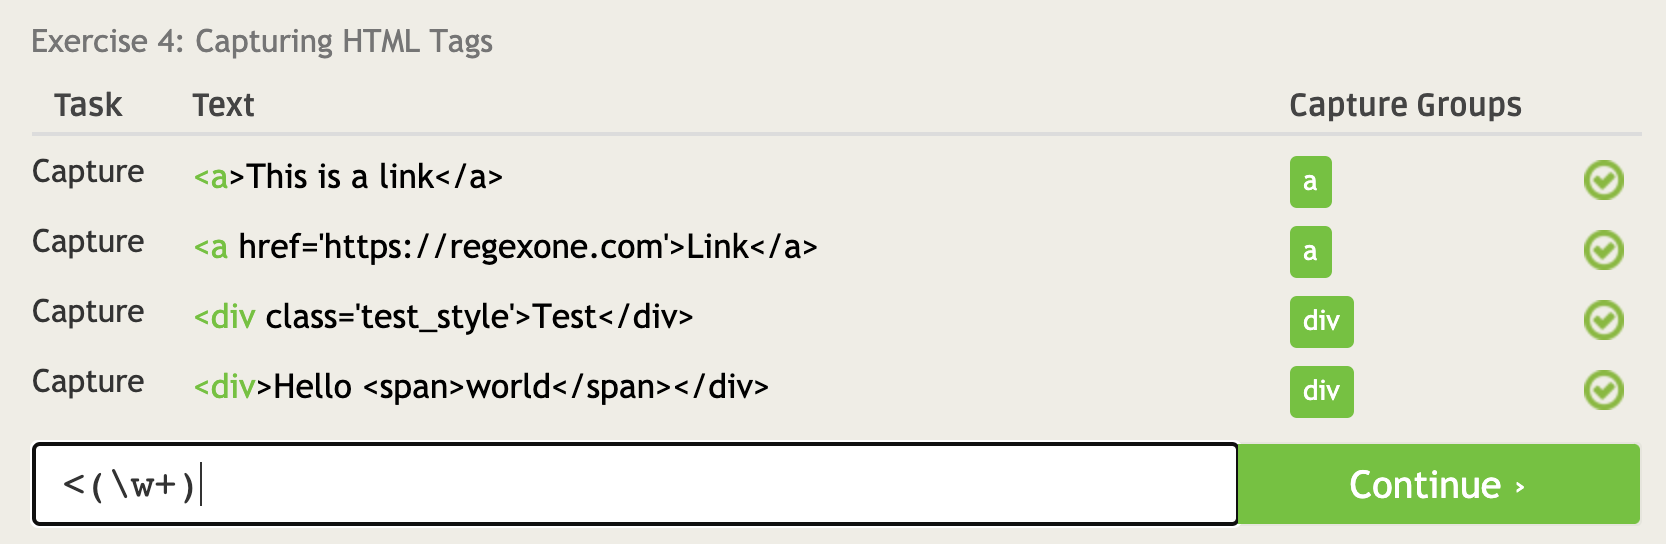 Exercise 4: Capturing HTML Tags
Task Text Capture Groups
Capture <a>This is a link</a> a
Capture <a href='https://regexone.com'>Link</a> a
Capture <div class='test_style'>Test</div> div
Capture <div>Hello <span>world</span></div> div
<(\w+) Continue ›